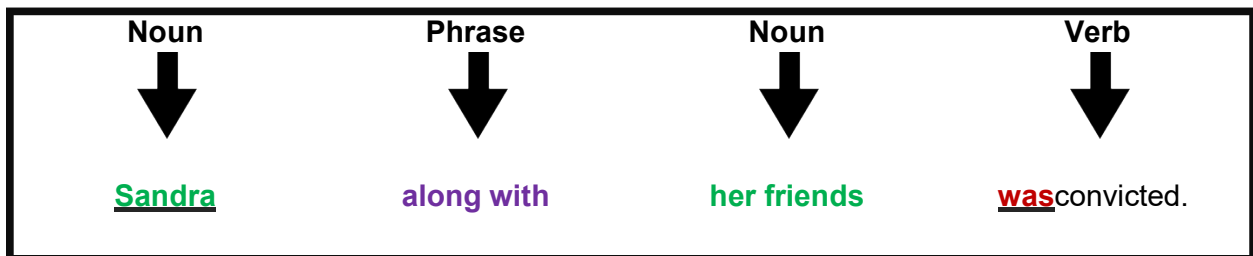 Noun Phrase Noun Verb
Sandra along with her friends wasconvicted.